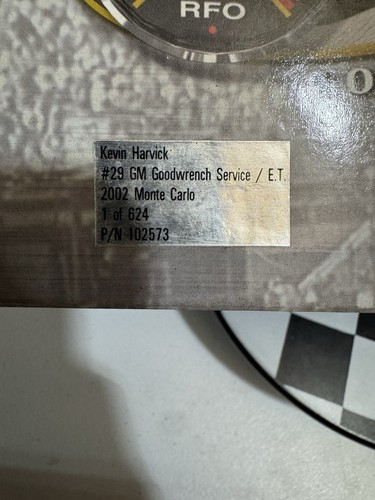 RFO
O
Kevin Harvick
#29 GM Goodwrench Service / E.T.
2002 Monte Carlo
1 of 624
P/N 102573